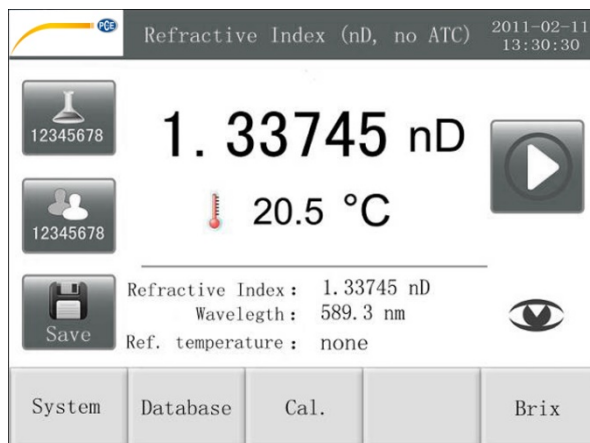 PCE
Refractive Index (nD, no ATC)
2011-02-11
13:30:30
12345678
1.33745 nD
12345678
20.5 °C
Save
Refractive Index: 1.33745 nD
Wavelegth: 589.3 nm
Ref. temperature: none
System
Database
Cal.
Brix